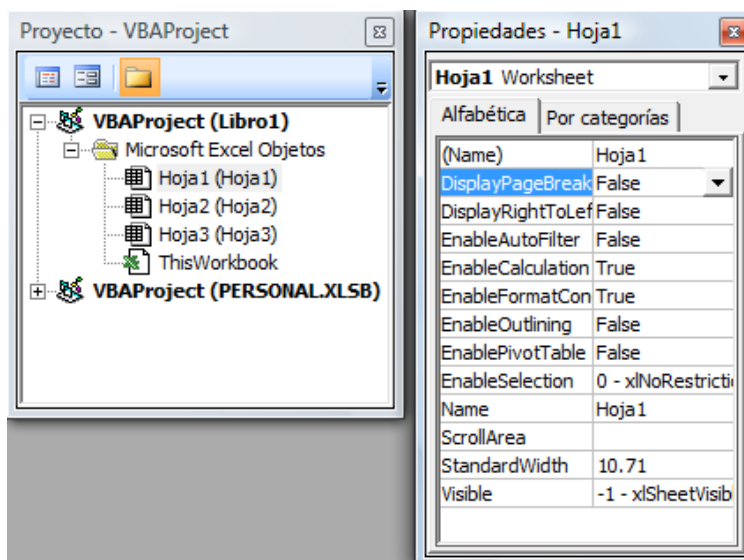 Proyecto - VBAProject
VBAProject (Libro1)
Microsoft Excel Objetos
Hoja1 (Hoja1)
Hoja2 (Hoja2)
Hoja3 (Hoja3)
ThisWorkbook
VBAProject (PERSONAL.XLSB)
Propiedades - Hoja1
Hoja1 Worksheet
Alfabética Por categorías
(Name) Hoja1
DisplayPageBreak False
DisplayRightToLef False
EnableAutoFilter False
EnableCalculation True
EnableFormatCon True
EnableOutlining False
EnablePivotTable False
EnableSelection 0 - xlNoRestricti
Name Hoja1
ScrollArea
StandardWidth 10.71
Visible -1 - xlSheetVisib